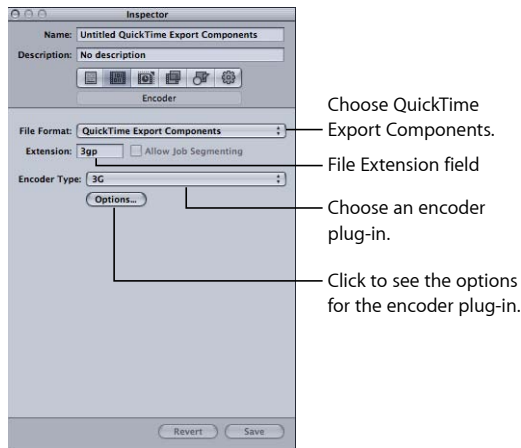 Inspector
Name: Untitled QuickTime Export Components
Description: No description
Encoder
File Format: QuickTime Export Components
Extension: 3gp Allow Job Segmenting
Encoder Type: 3G
Options...
Revert Save
Choose QuickTime
Export Components.
File Extension field
Choose an encoder
plug-in.
Click to see the options
for the encoder plug-in.